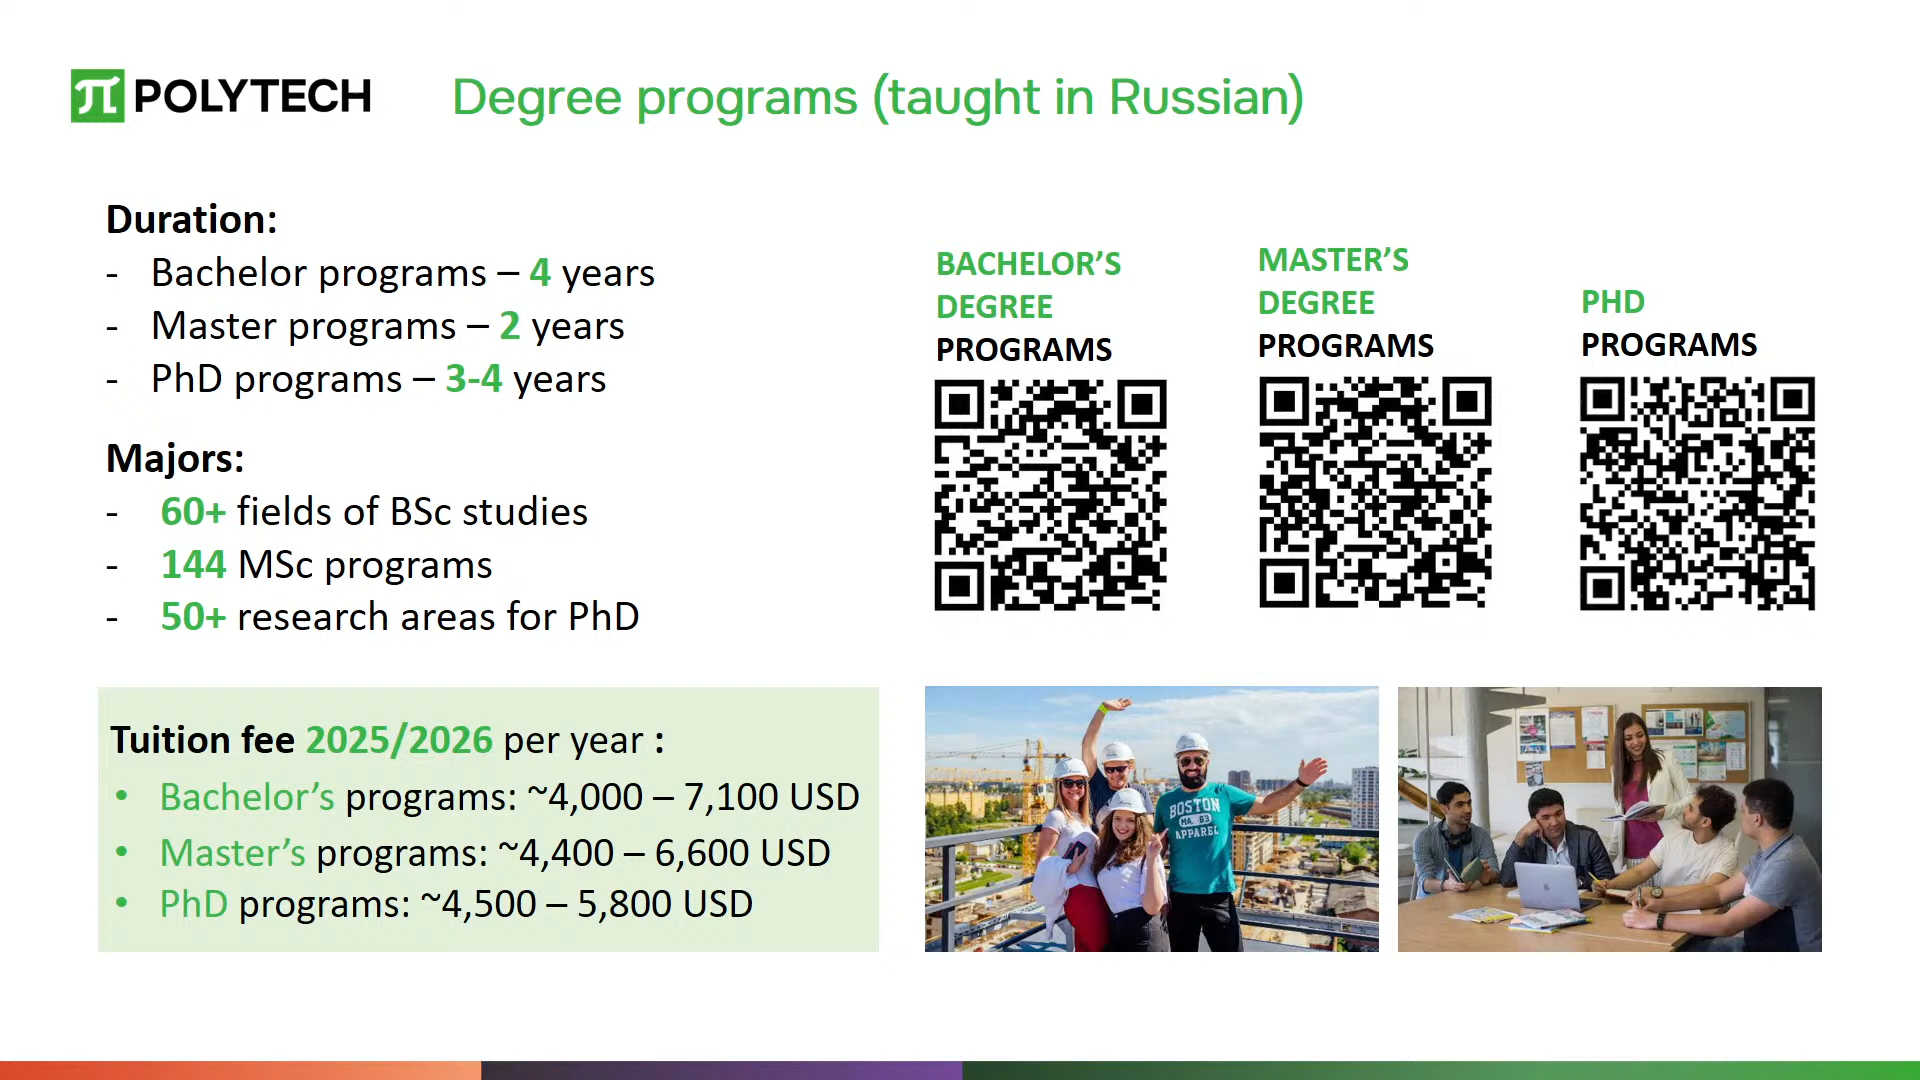 POLYTECH
Degree programs (taught in Russian)
Duration:
- Bachelor programs – 4 years
- Master programs – 2 years
- PhD programs – 3-4 years
Majors:
- 60+ fields of BSc studies
- 144 MSc programs
- 50+ research areas for PhD
Tuition fee 2025/2026 per year :
• Bachelor’s programs: ~4,000 – 7,100 USD
• Master’s programs: ~4,400 – 6,600 USD
• PhD programs: ~4,500 – 5,800 USD
BACHELOR’S
DEGREE
PROGRAMS
MASTER’S
DEGREE
PROGRAMS
PHD
PROGRAMS
BOSTON
MA. 63
APPAREL